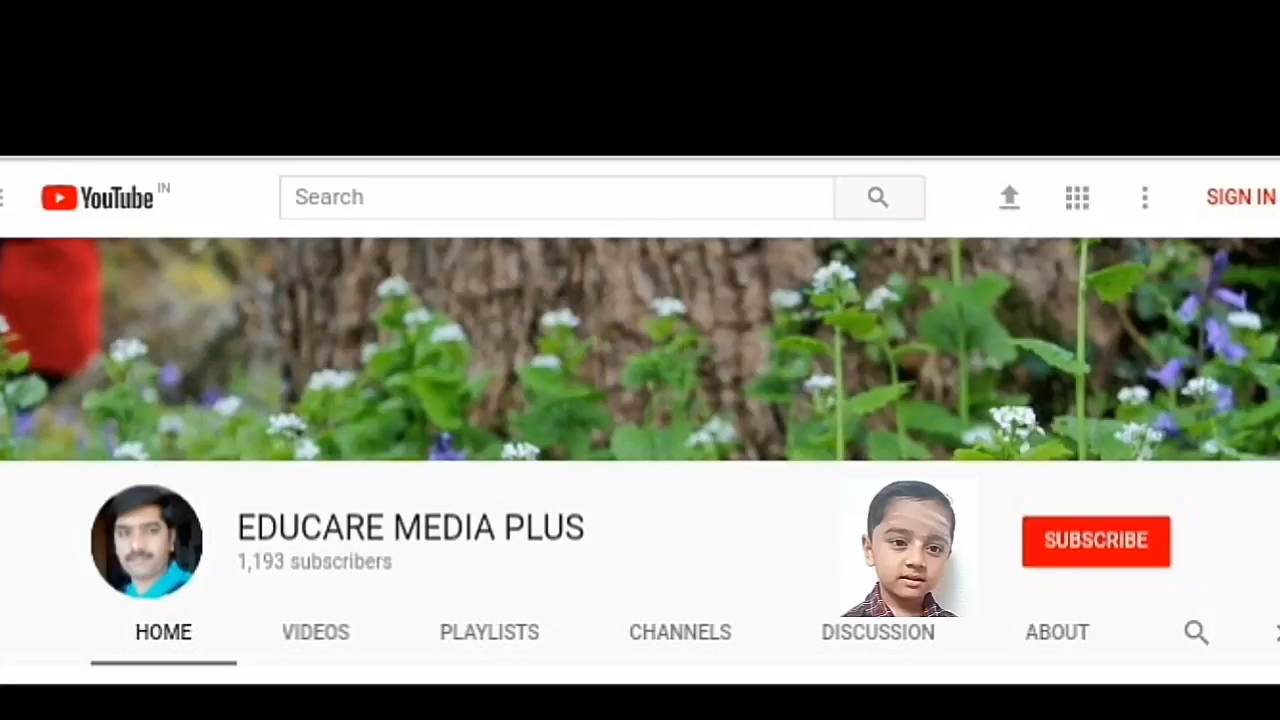 YouTube IN
Search
SIGN IN
EDUCARE MEDIA PLUS
1,193 subscribers
SUBSCRIBE
HOME VIDEOS PLAYLISTS CHANNELS DISCUSSION ABOUT